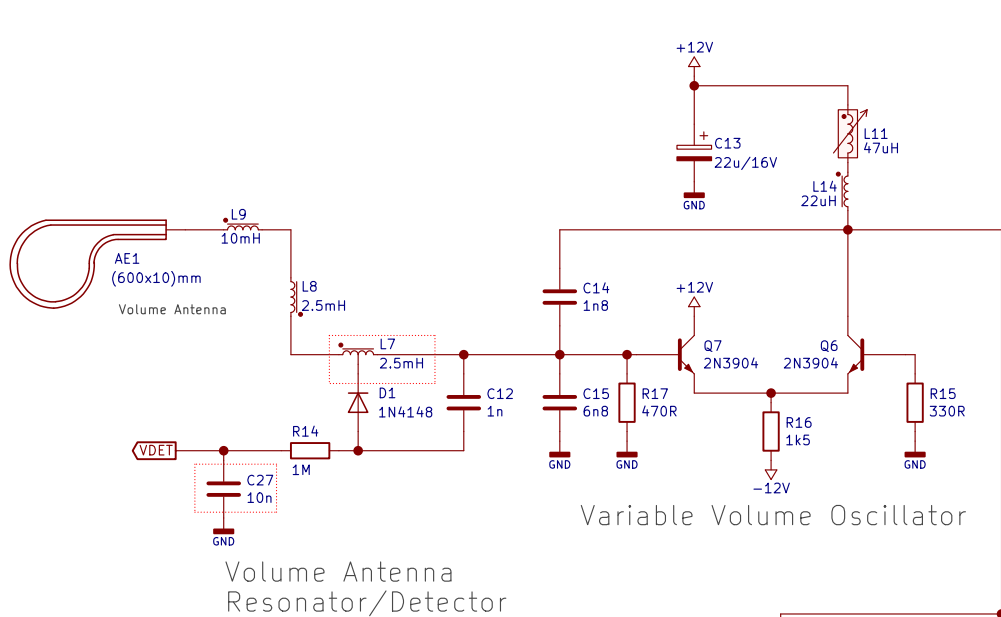 +12V
L11
47uH
+
C13
22u/16V
GND
L14
22uH
L9
10mH
AE1
(600x10)mm
Volume Antenna
L8
2.5mH
C14
1n8
+12V
L7
2.5mH
Q7
2N3904
Q6
2N3904
D1
1N4148
C12
1n
C15
6n8
R17
470R
R15
330R
R16
1k5
R14
1M
VDET
GND
GND
GND
-12V
C27
10n
GND
Variable Volume Oscillator
Volume Antenna
Resonator/Detector